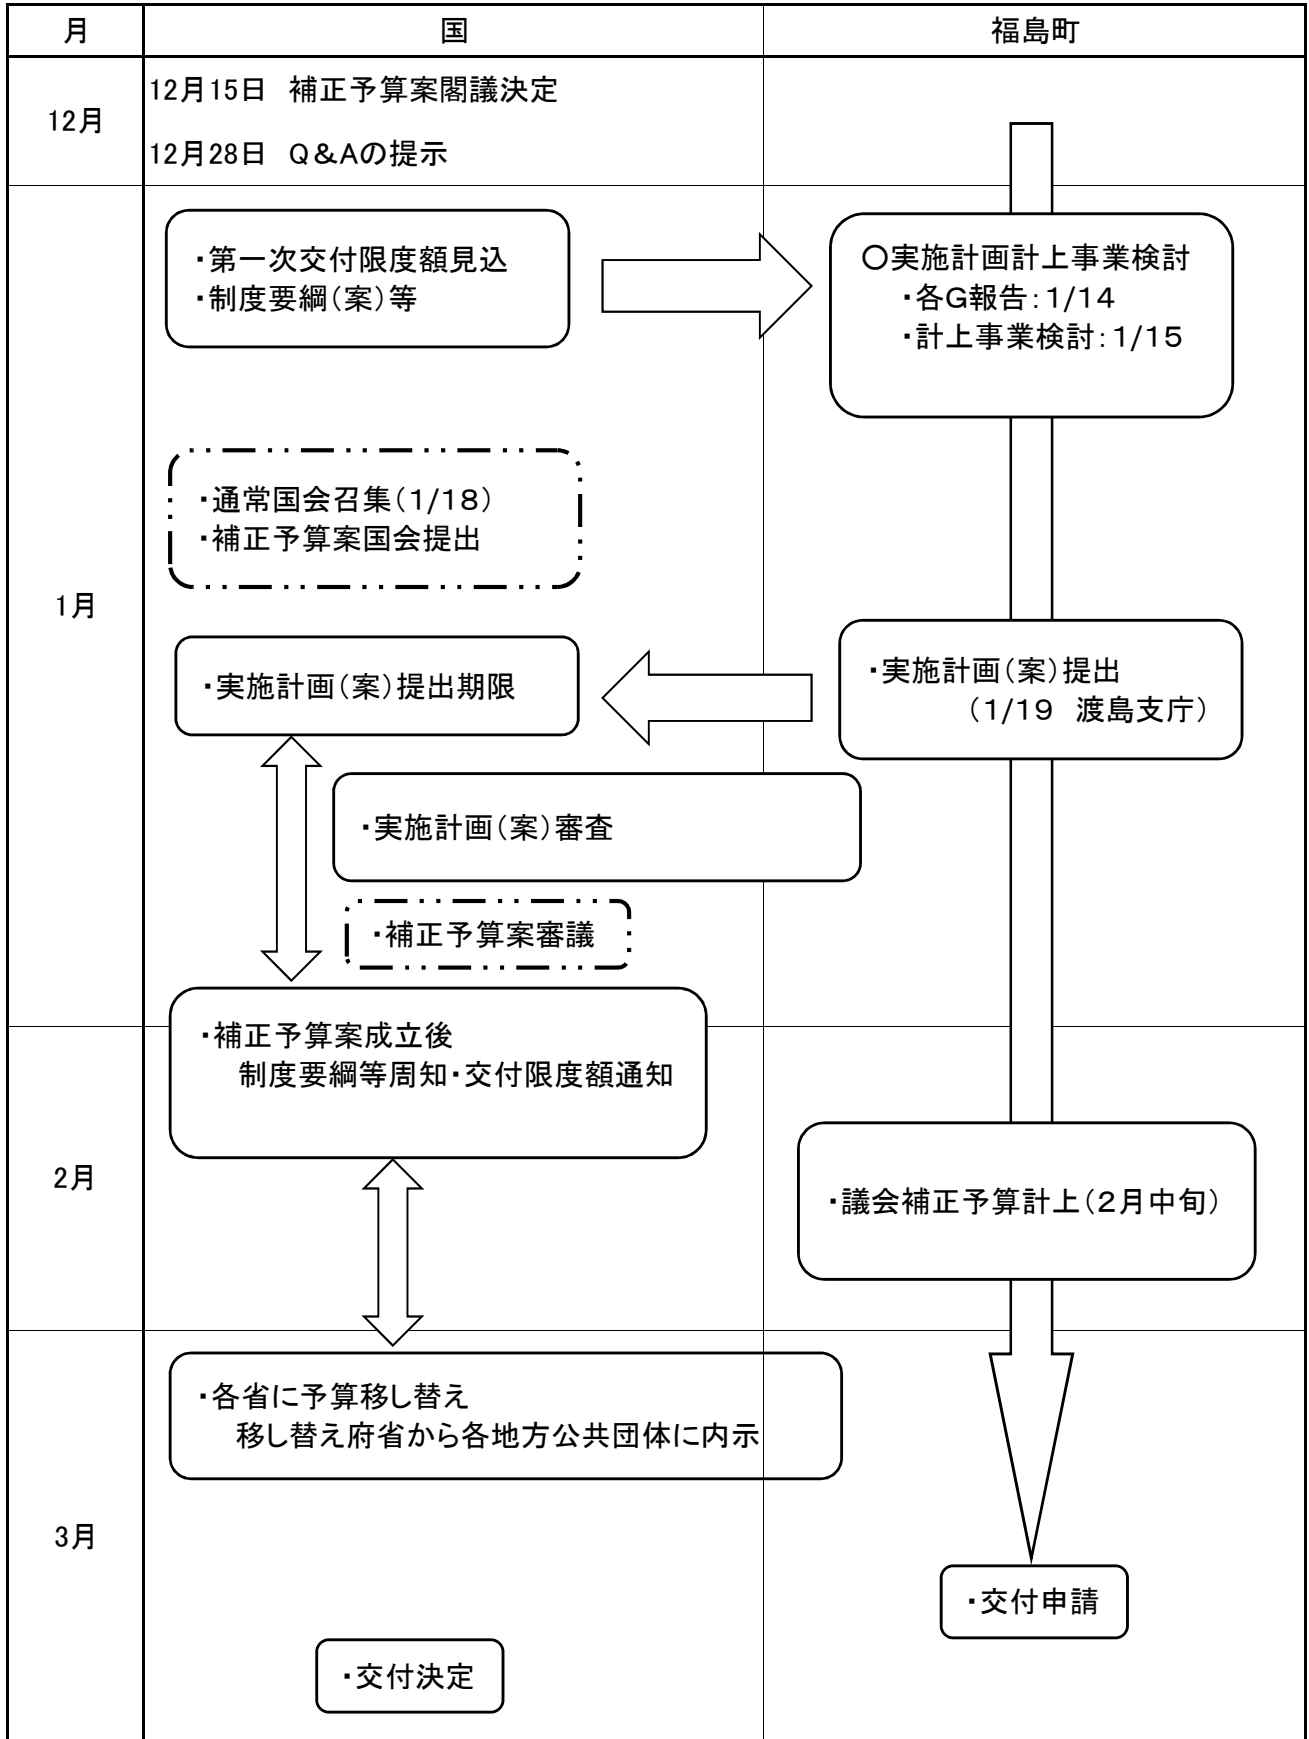 月 国 福島町
12月
12月15日　補正予算案閣議決定
12月28日　Q&Aの提示
1月
・第一次交付限度額見込
・制度要綱（案）等
〇実施計画計上事業検討
・各G報告：1/14
・計上事業検討：1/15
・通常国会召集（1/18）
・補正予算案国会提出
・実施計画（案）提出期限
・実施計画（案）提出
（1/19　渡島支庁）
・実施計画（案）審査
・補正予算案審議
2月
・補正予算案成立後
制度要綱等周知・交付限度額通知
・議会補正予算計上（2月中旬）
3月
・各省に予算移し替え
移し替え府省から各地方公共団体に内示
・交付申請
・交付決定